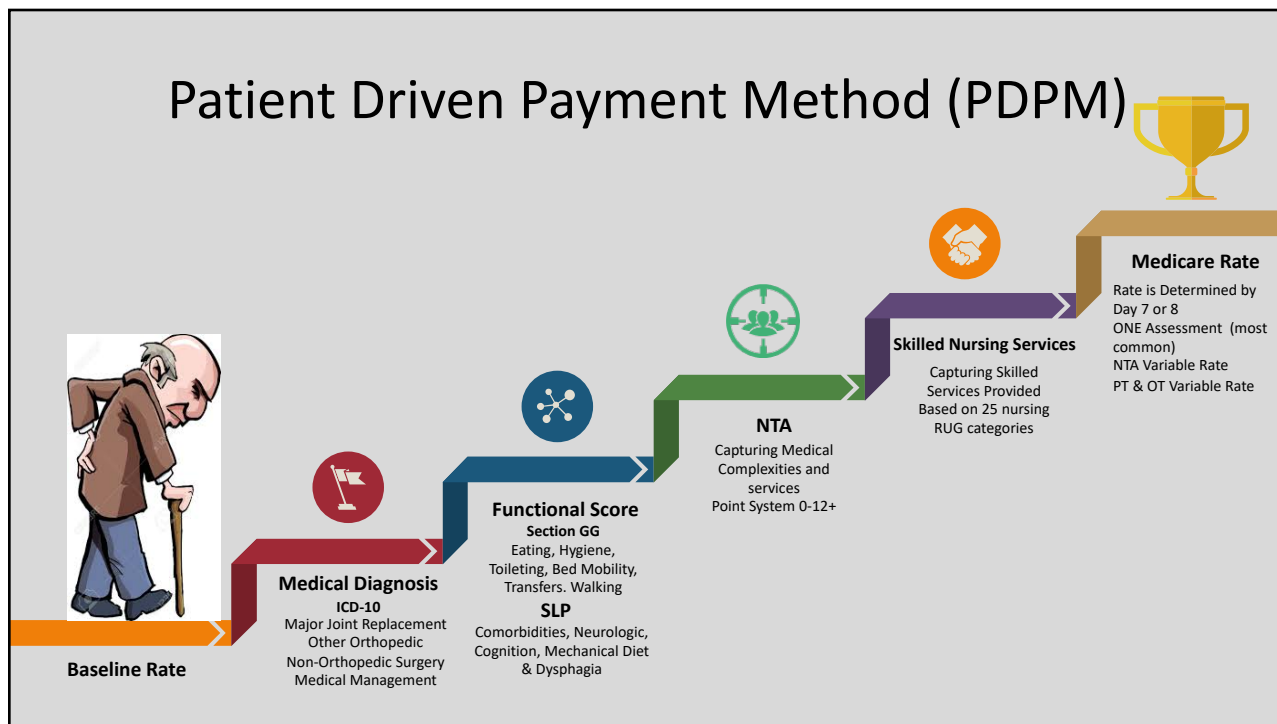 Patient Driven Payment Method (PDPM)
Baseline Rate
Medical Diagnosis
ICD-10
Major Joint Replacement
Other Orthopedic
Non-Orthopedic Surgery
Medical Management
Functional Score
Section GG
Eating, Hygiene,
Toileting, Bed Mobility,
Transfers. Walking
SLP
Comorbidities, Neurologic,
Cognition, Mechanical Diet
& Dysphagia
NTA
Capturing Medical
Complexities and
services
Point System 0-12+
Skilled Nursing Services
Capturing Skilled
Services Provided
Based on 25 nursing
RUG categories
Medicare Rate
Rate is Determined by
Day 7 or 8
ONE Assessment (most
common)
NTA Variable Rate
PT & OT Variable Rate